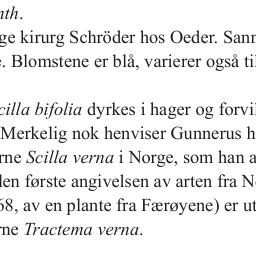 nth.
ge kirurg Schröder hos Oeder. Sann
. Blomstene er blå, varierer også til
cilla bifolia dyrkes i hager og forvil
Merkelig nok henviser Gunnerus h
rne Scilla verna i Norge, som han a
den første angivelsen av arten fra N
68, av en plante fra Færøyene) er ut
rne Tractema verna.